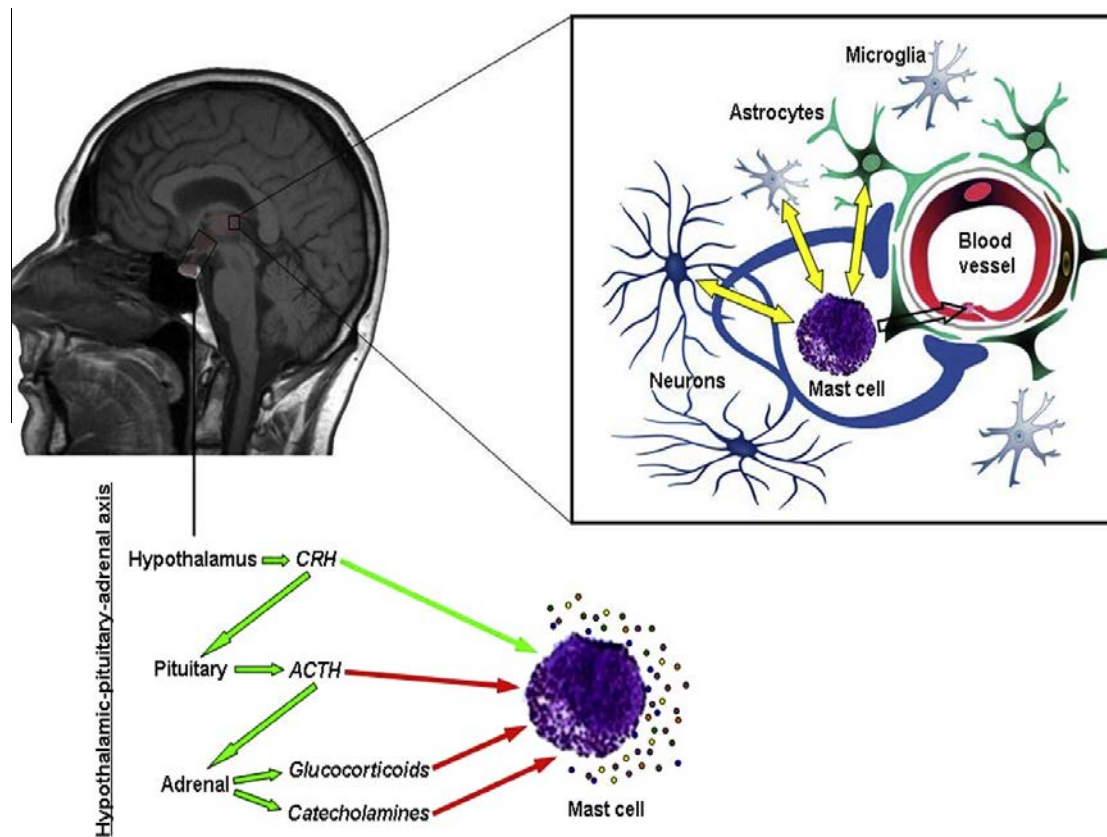 Microglia
Astrocytes
Blood
vessel
Neurons
Mast cell
Hypothalamic-pituitary-adrenal axis
Hypothalamus
CRH
Pituitary
ACTH
Adrenal
Glucocorticoids
Catecholamines
Mast cell